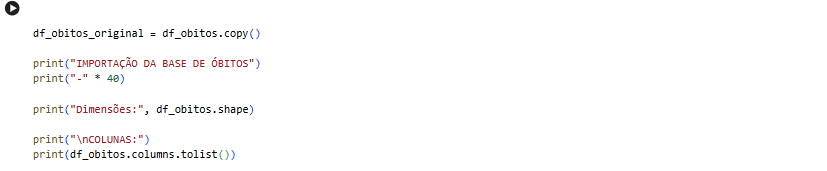 df_obitos_original = df_obitos.copy()
print("IMPORTAÇÃO DA BASE DE ÓBITOS")
print("-" * 40)
print("Dimensões:", df_obitos.shape)
print("\nCOLUNAS:")
print(df_obitos.columns.tolist())